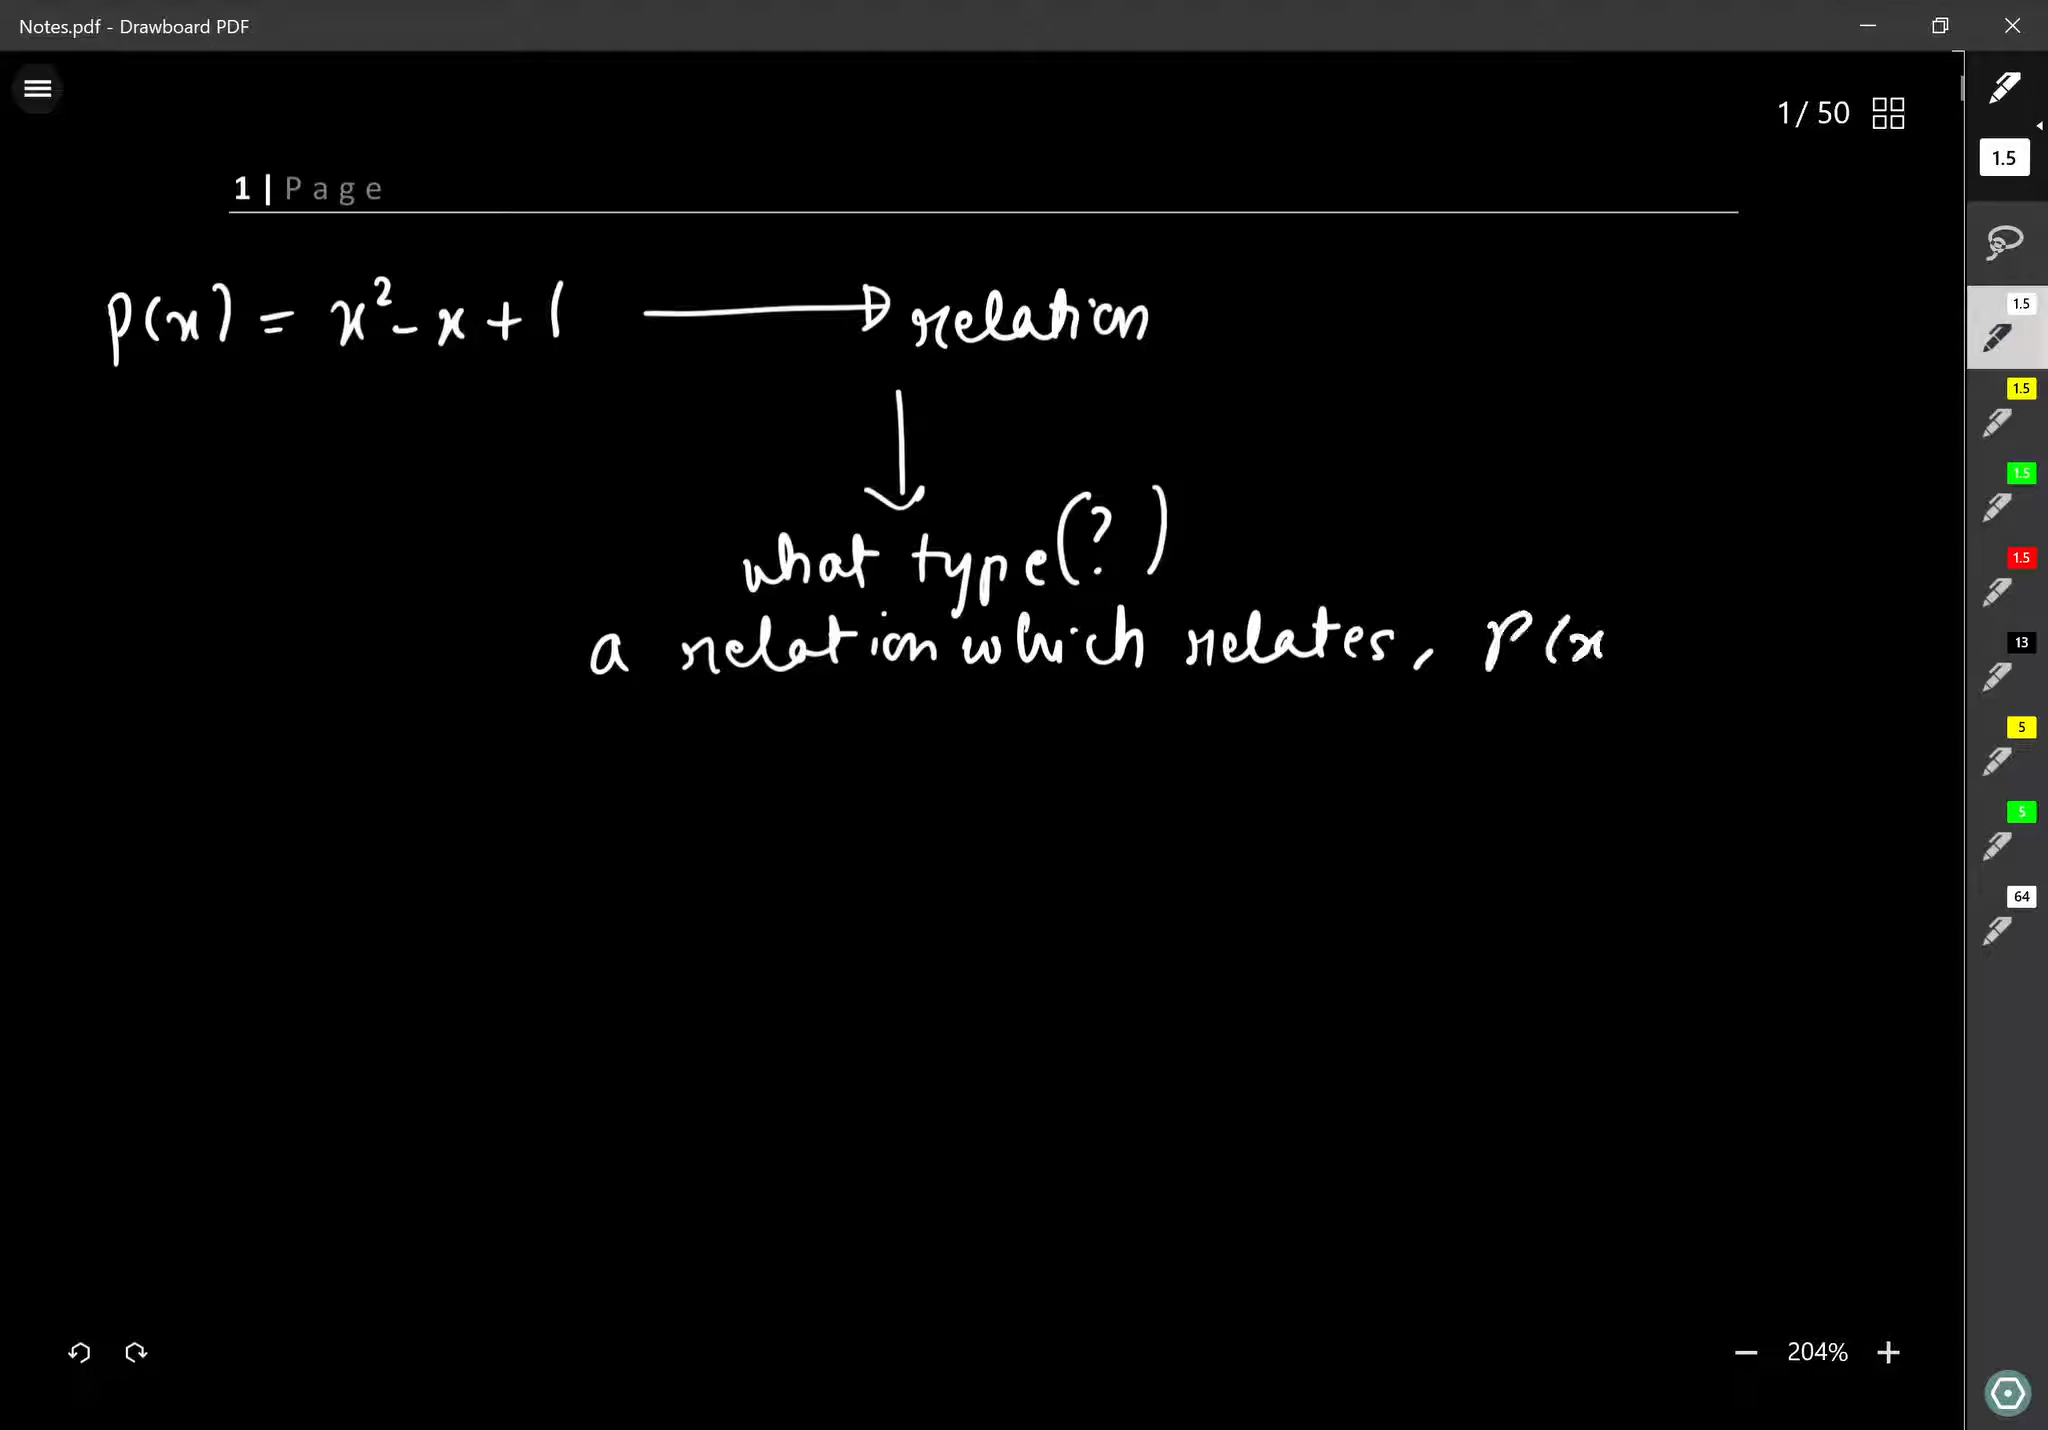 Notes.pdf - Drawboard PDF
1 / 50
1.5
1 | Page
p(x) = x² - x + 1 → relation
1.5
1.5
1.5
what type (?)
1.5
a relation which relates, P(x
13
5
5
64
204%